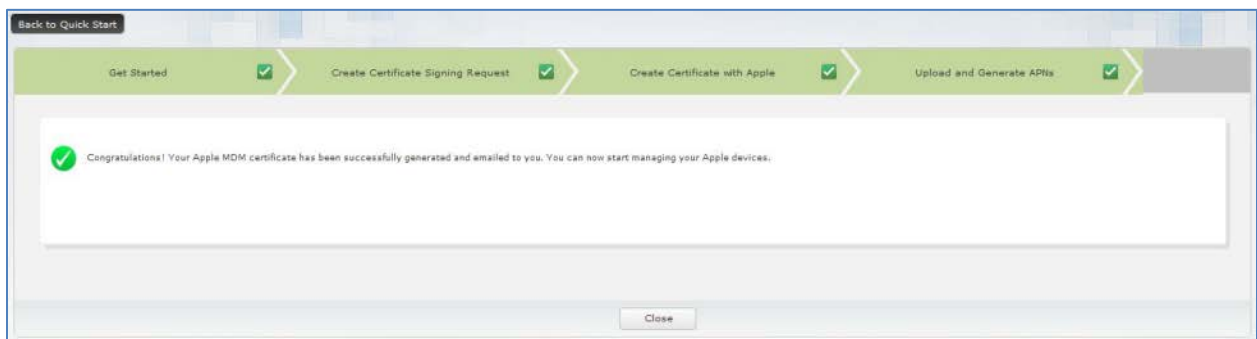 Back to Quick Start
Get Started
Create Certificate Signing Request
Create Certificate with Apple
Upload and Generate APNs
Congratulations! Your Apple MDM certificate has been successfully generated and emailed to you. You can now start managing your Apple devices.
Close